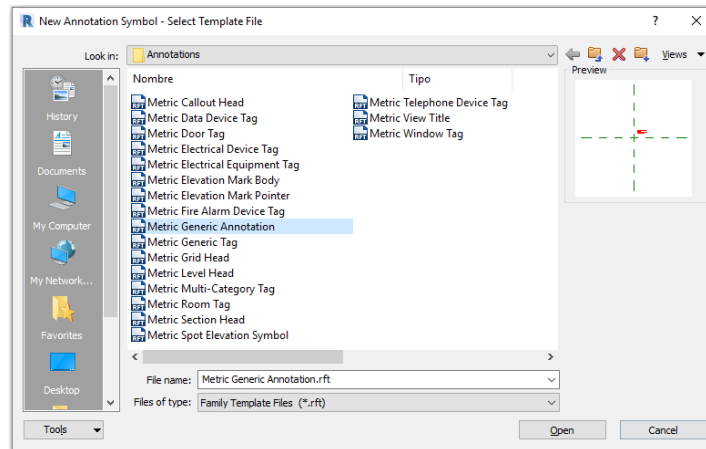 New Annotation Symbol - Select Template File
? X
Look in: Annotations
Views
Preview
Nombre Tipo
History
Documents
My Computer
My Network...
Favorites
Desktop
Metric Callout Head
Metric Data Device Tag
Metric Door Tag
Metric Electrical Device Tag
Metric Electrical Equipment Tag
Metric Elevation Mark Body
Metric Elevation Mark Pointer
Metric Fire Alarm Device Tag
Metric Generic Annotation
Metric Generic Tag
Metric Grid Head
Metric Level Head
Metric Multi-Category Tag
Metric Room Tag
Metric Section Head
Metric Spot Elevation Symbol
Metric Telephone Device Tag
Metric View Title
Metric Window Tag
File name: Metric Generic Annotation.rft
Files of type: Family Template Files (*.rft)
Tools
Open
Cancel